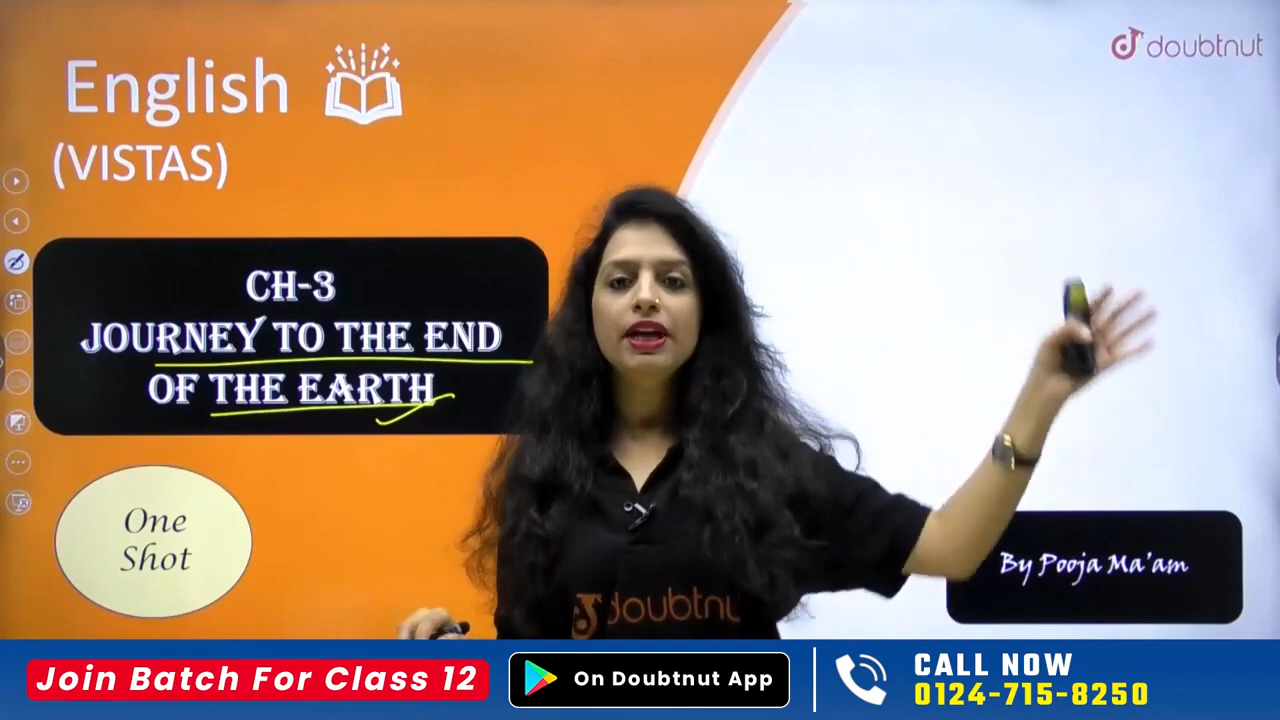 English
(VISTAS)
doubtnut
CH-3
JOURNEY TO THE END
OF THE EARTH
One
Shot
By Pooja Ma'am
doubtnu
Join Batch For Class 12
On Doubtnut App
CALL NOW
0124-715-8250